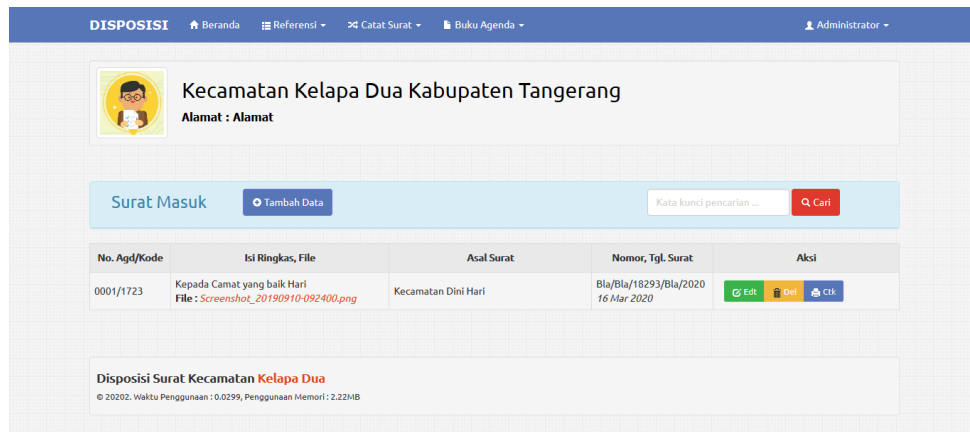 DISPOSISI Beranda Referensi Catat Surat Buku Agenda Administrator
Kecamatan Kelapa Dua Kabupaten Tangerang
Alamat : Alamat
Surat Masuk Tambah Data Kata kunci pencarian ... Cari
No. Agd/Kode Isi Ringkas, File Asal Surat Nomor, Tgl. Surat Aksi
0001/1723 Kepada Camat yang baik Hari Kecamatan Dini Hari Bla/Bla/18293/Bla/2020 Edt Del Ctk
File : Screenshot_20190910-092400.png 16 Mar 2020
Disposisi Surat Kecamatan Kelapa Dua
© 20202. Waktu Penggunaan : 0.0299, Penggunaan Memori : 2.22MB